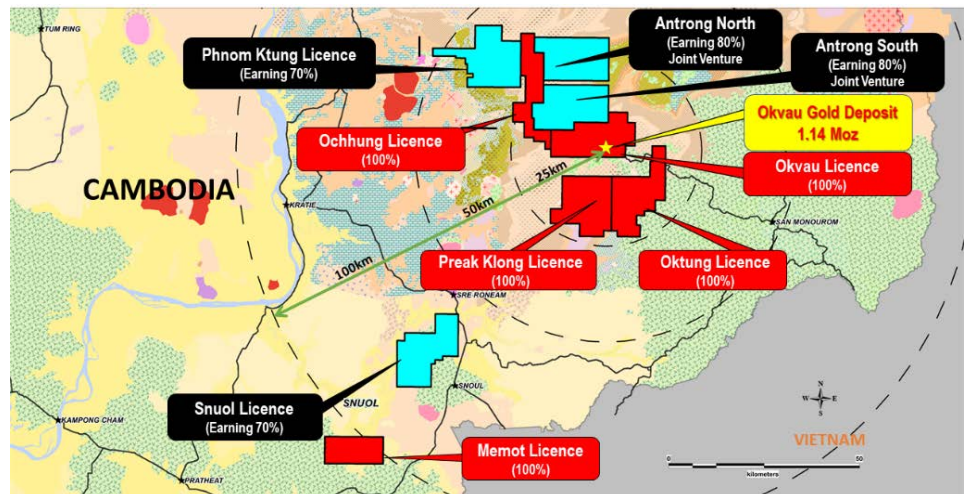 TUM RING
Phnom Ktung Licence
(Earning 70%)
Antrong North
(Earning 80%)
Joint Venture
Antrong South
(Earning 80%)
Joint Venture
Okvau Gold Deposit
1.14 Moz
Ochhung Licence
(100%)
Okvau Licence
(100%)
CAMBODIA
KRATIE
25km
50km
100km
SAN MONOUROM
Preak Klong Licence
(100%)
Oktung Licence
(100%)
SRE RONEAM
SNOUL
SNUOL
Snuol Licence
(Earning 70%)
KAMPONG CHAM
PRATHEAT
Memot Licence
(100%)
N
W
E
S
VIETNAM
0
50
kilometers